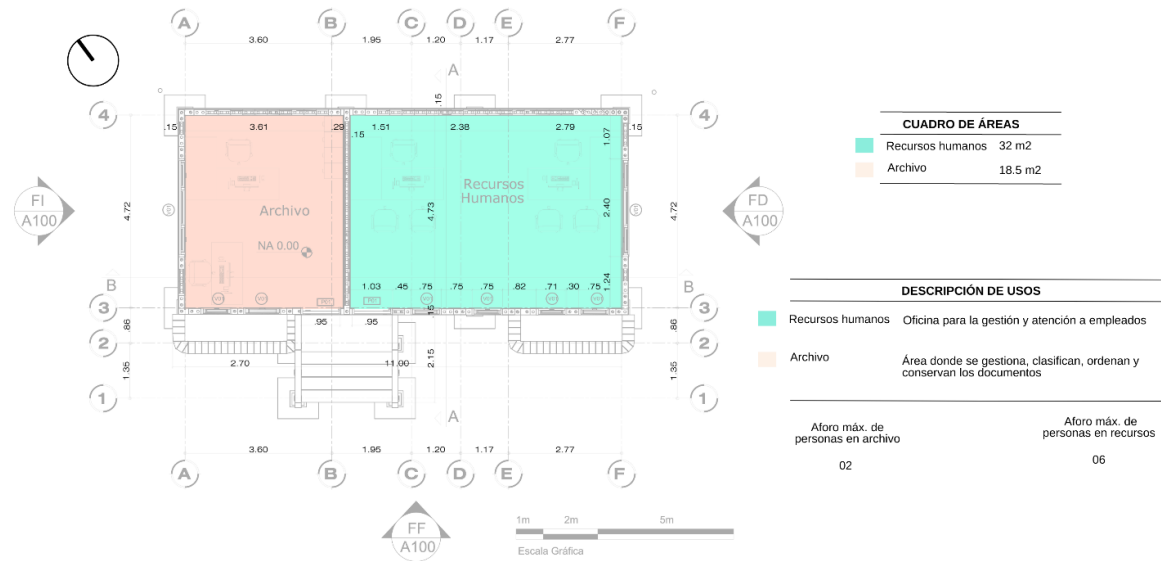 A B C D E F
3.60 1.95 1.20 1.17 2.77
A
.15
4 4
.15 3.61 .29 1.51 2.38 2.79 .15
.15 1.07
CUADRO DE ÁREAS
Recursos humanos 32 m2
Archivo 18.5 m2
Recursos
Humanos
Archivo
FI
A100
4.72 4.73 2.40 4.72
FD
A100
NA 0.00
B 1.03 .45 .75 .75 .75 .82 .71 .30 .75 1.24 B
P01 P01
3 3
.95 .95 .15
.86 .86
2 2
2.70 11.00 2.15
1.35 1.35
1 1
A
3.60 1.95 1.20 1.17 2.77
A B C D E F
FF
A100
1m 2m 5m
Escala Gráfica
DESCRIPCIÓN DE USOS
Recursos humanos Oficina para la gestión y atención a empleados
Archivo Área donde se gestiona, clasifican, ordenan y
conservan los documentos
Aforo máx. de
personas en archivo
02
Aforo máx. de
personas en recursos
06